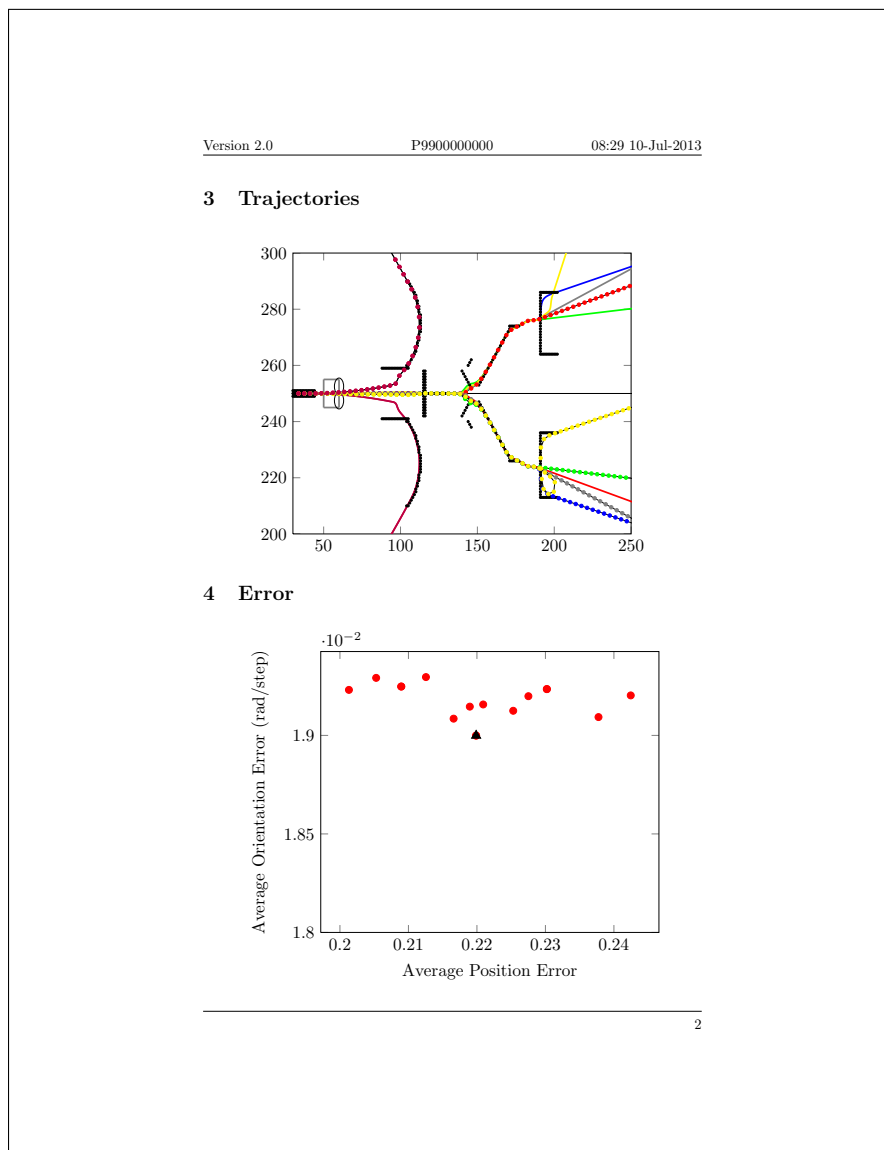 Version 2.0 P9900000000 08:29 10-Jul-2013
3 Trajectories
300
280
260
240
220
200
50 100 150 200 250
4 Error
·10⁻²
1.9
1.85
1.8
Average Orientation Error (rad/step)
0.2 0.21 0.22 0.23 0.24
Average Position Error
2